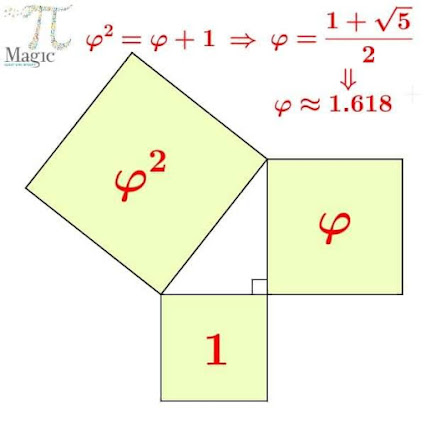 φ² = φ + 1 ⇒ φ = (1 + √5)/2
⇓
φ ≈ 1.618
π
Magic
φ²
φ
1